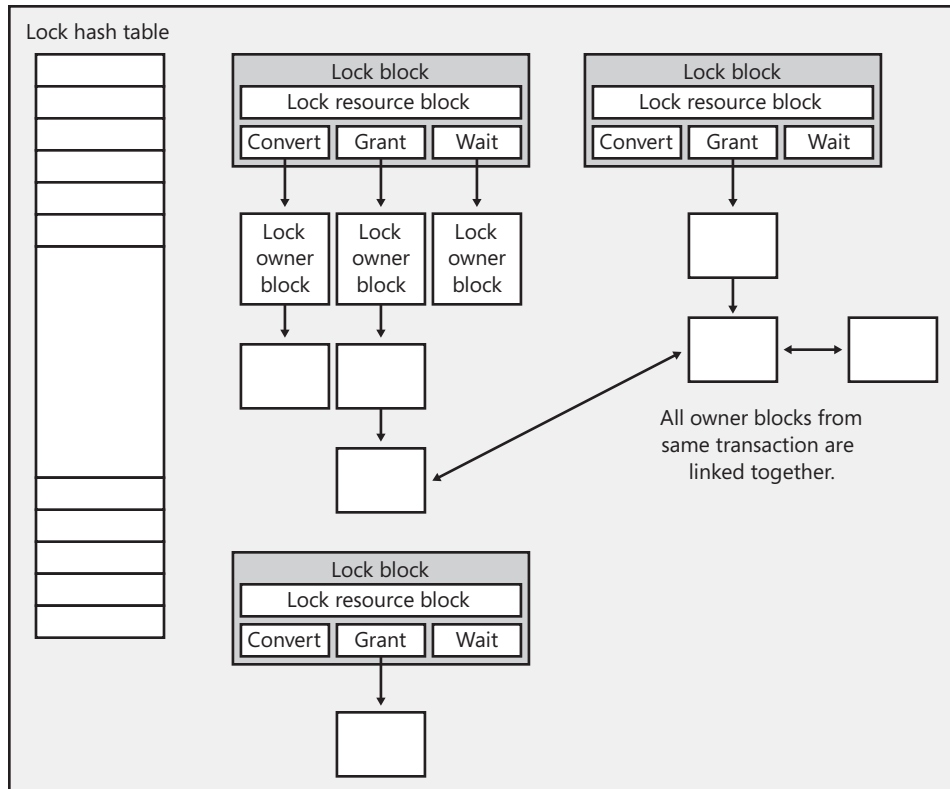 Lock hash table
Lock block
Lock resource block
Convert Grant Wait
Lock owner block
Lock owner block
Lock owner block
Lock block
Lock resource block
Convert Grant Wait
All owner blocks from
same transaction are
linked together.
Lock block
Lock resource block
Convert Grant Wait